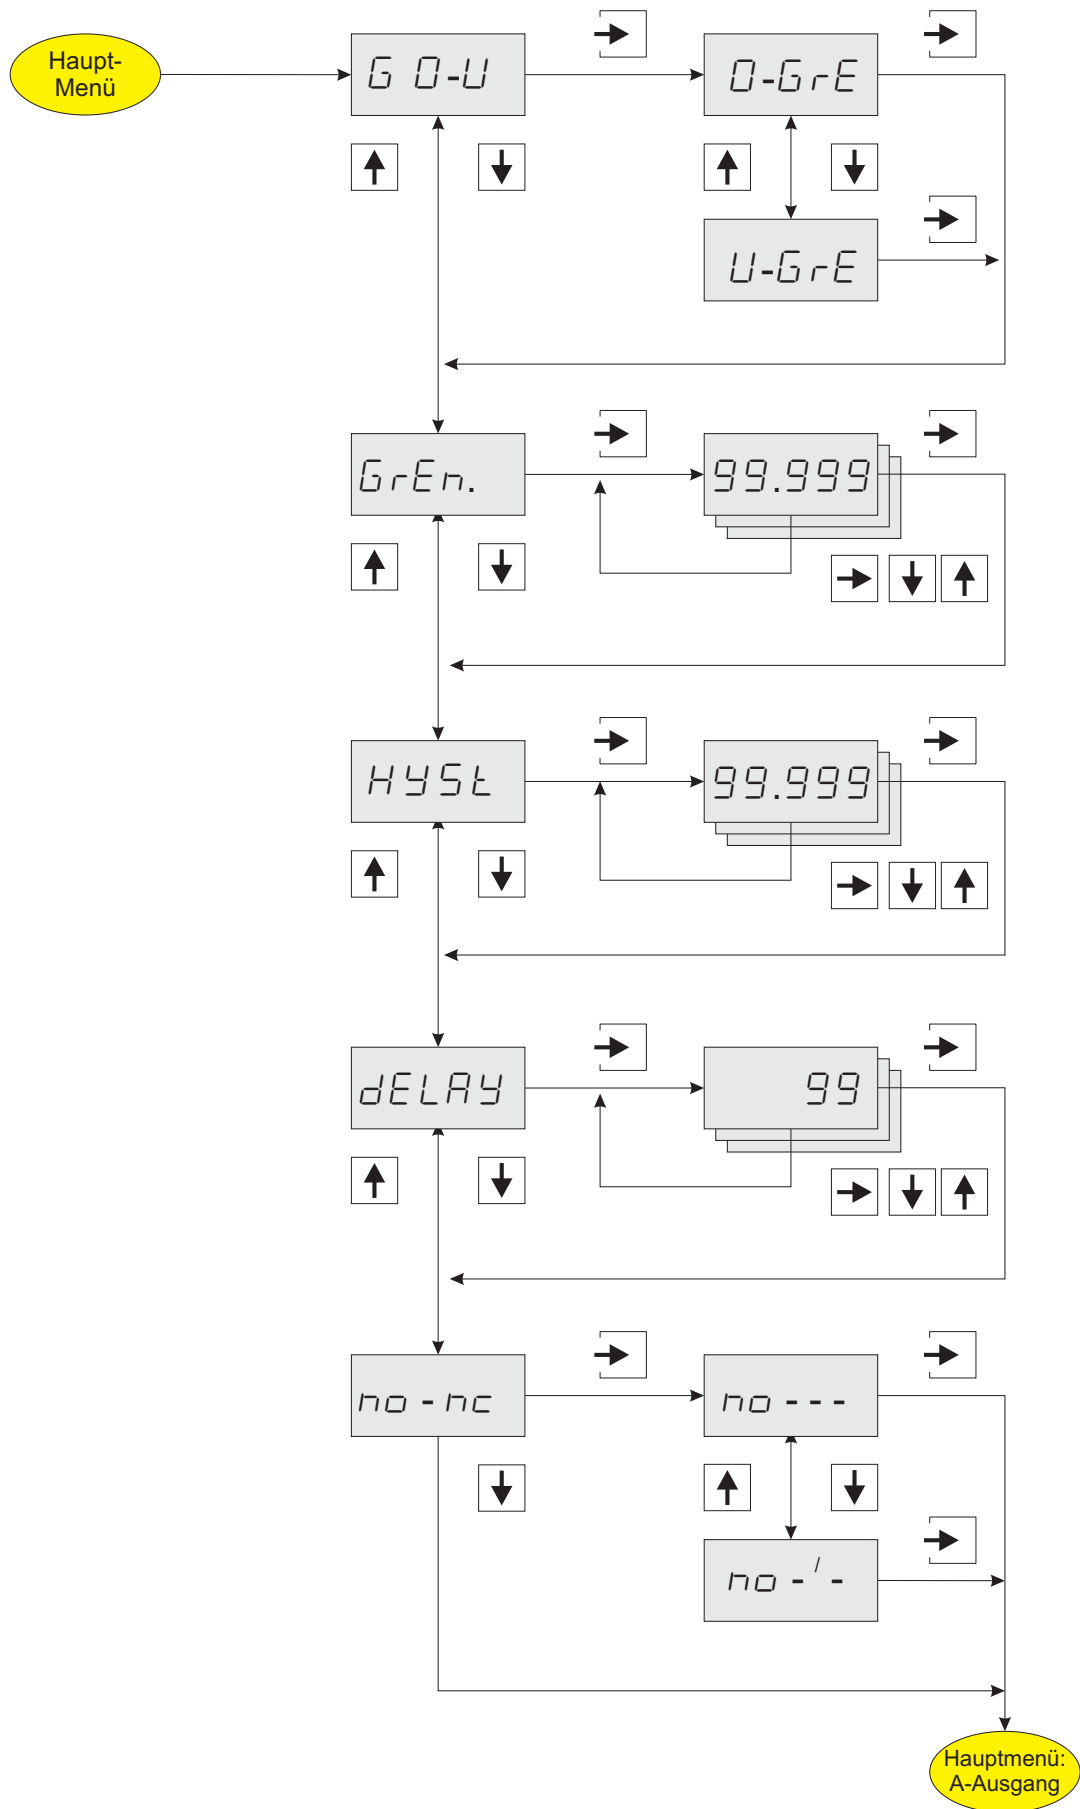 Haupt-
Menü
G O-U
O-GrE
U-GrE
GrEn.
99.999
HYSt
99.999
dELAY
99
no-nc
no---
no-/-
Hauptmenü:
A-Ausgang